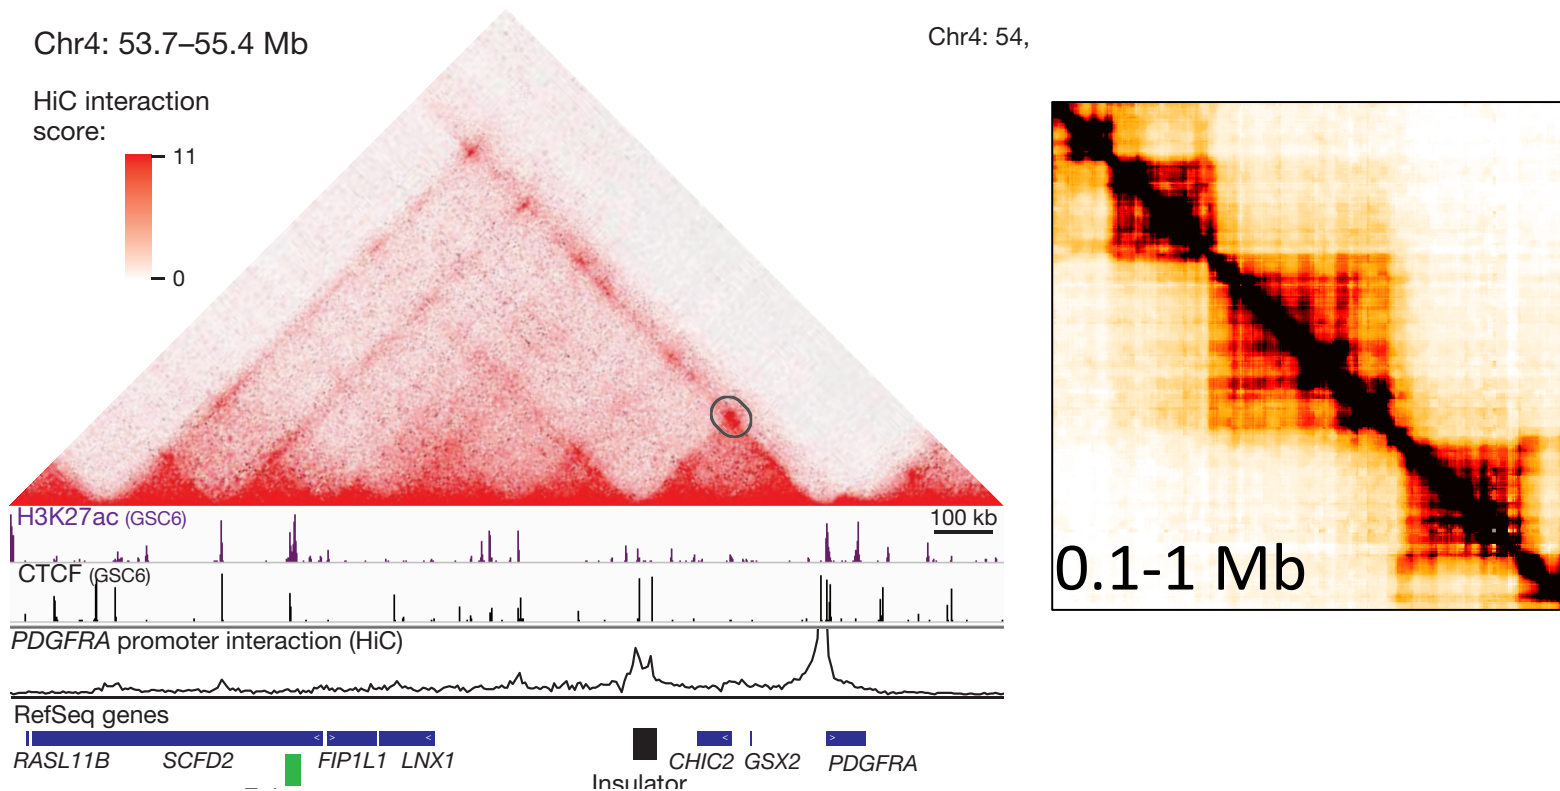 Chr4: 53.7–55.4 Mb
Chr4: 54,
HiC interaction
score:
11
0
H3K27ac (GSC6)
100 kb
CTCF (GSC6)
PDGFRA promoter interaction (HiC)
RefSeq genes
< > < < >
RASL11B SCFD2 FIP1L1 LNX1 CHIC2 GSX2 PDGFRA
Insulator
0.1-1 Mb